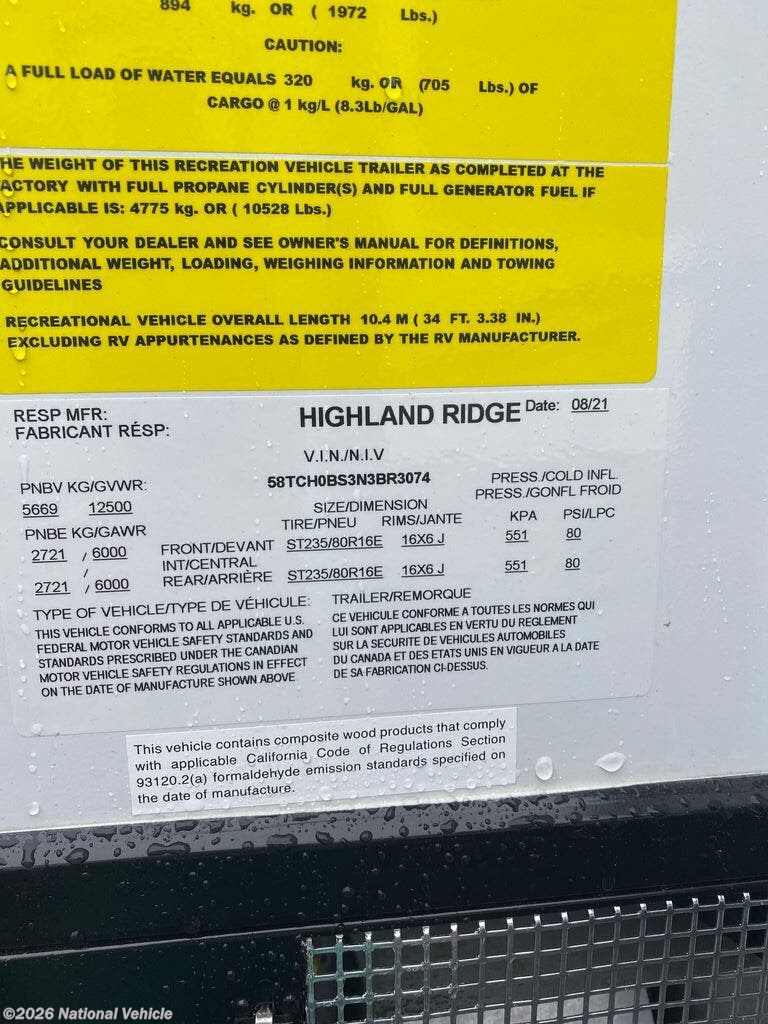 894 kg. OR ( 1972 Lbs.)
CAUTION:
A FULL LOAD OF WATER EQUALS 320 kg. OR (705 Lbs.) OF
CARGO @ 1 kg/L (8.3Lb/GAL)
HE WEIGHT OF THIS RECREATION VEHICLE TRAILER AS COMPLETED AT THE
ACTORY WITH FULL PROPANE CYLINDER(S) AND FULL GENERATOR FUEL IF
APPLICABLE IS: 4775 kg. OR ( 10528 Lbs.)
CONSULT YOUR DEALER AND SEE OWNER'S MANUAL FOR DEFINITIONS,
ADDITIONAL WEIGHT, LOADING, WEIGHING INFORMATION AND TOWING
GUIDELINES
RECREATIONAL VEHICLE OVERALL LENGTH 10.4 M ( 34 FT. 3.38 IN.)
EXCLUDING RV APPURTENANCES AS DEFINED BY THE RV MANUFACTURER.
RESP MFR: HIGHLAND RIDGE Date: 08/21
FABRICANT RÉSP:
V.I.N./N.I.V
58TCH0BS3N3BR3074
PNBV KG/GVWR:
5669 12500
PRESS./COLD INFL.
PRESS./GONFL FROID
SIZE/DIMENSION
TIRE/PNEU RIMS/JANTE KPA PSI/LPC
PNBE KG/GAWR
2721 / 6000 FRONT/DEVANT ST235/80R16E 16X6 J 551 80
/ INT/CENTRAL
2721 / 6000 REAR/ARRIÈRE ST235/80R16E 16X6 J 551 80
TYPE OF VEHICLE/TYPE DE VÉHICULE: TRAILER/REMORQUE
THIS VEHICLE CONFORMS TO ALL APPLICABLE U.S.
FEDERAL MOTOR VEHICLE SAFETY STANDARDS AND
STANDARDS PRESCRIBED UNDER THE CANADIAN
MOTOR VEHICLE SAFETY REGULATIONS IN EFFECT
ON THE DATE OF MANUFACTURE SHOWN ABOVE
CE VEHICULE CONFORME A TOUTES LES NORMES QUI
LUI SONT APPLICABLES EN VERTU DU REGLEMENT
SUR LA SECURITE DE VEHICULES AUTOMOBILES
DU CANADA ET DES ETATS UNIS EN VIGUEUR A LA DATE
DE SA FABRICATION CI-DESSUS.
This vehicle contains composite wood products that comply
with applicable California Code of Regulations Section
93120.2(a) formaldehyde emission standards specified on
the date of manufacture.
©2026 National Vehicle